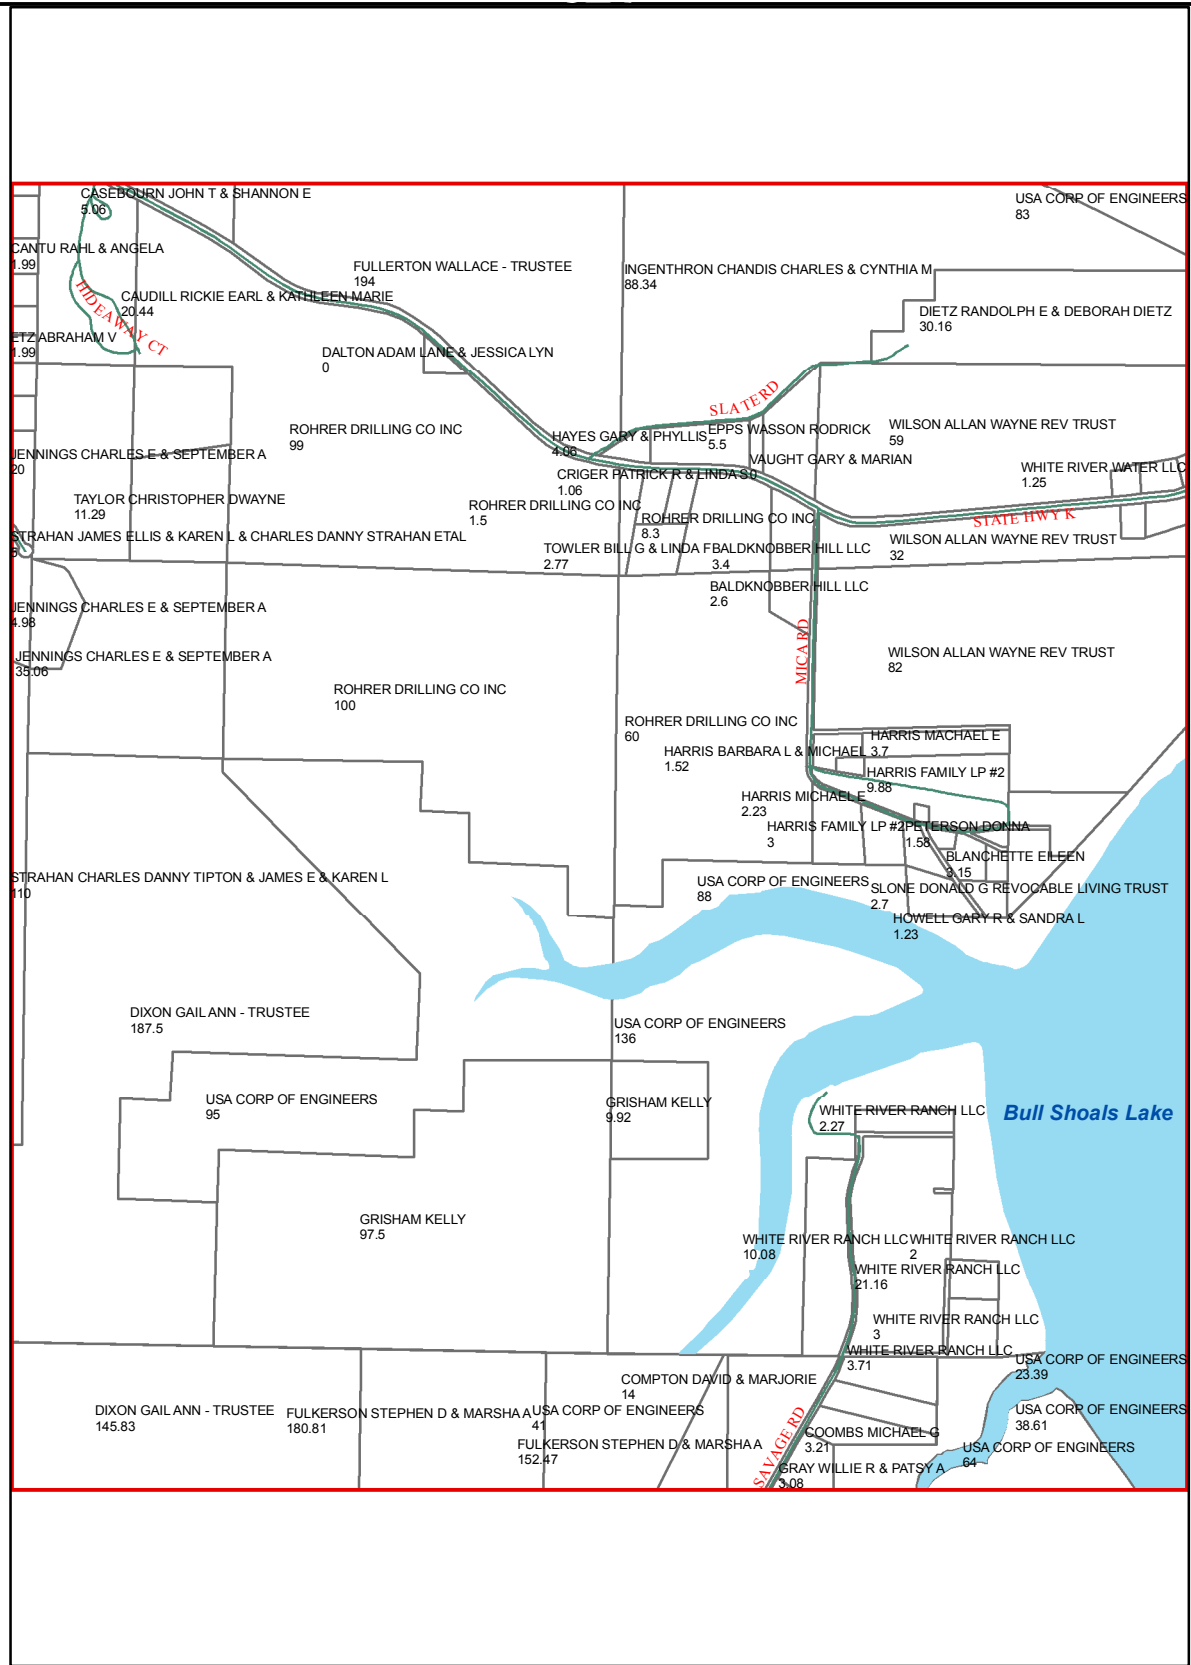 CASEBOURN JOHN T & SHANNON E
5.06
USA CORP OF ENGINEERS
83
CANTU RAHL & ANGELA
1.99
FULLERTON WALLACE - TRUSTEE
194
INGENTHRON CHANDIS CHARLES & CYNTHIA M
88.34
HIDEAWAY CT
CAUDILL RICKIE EARL & KATHLEEN MARIE
20.44
DIETZ RANDOLPH E & DEBORAH DIETZ
30.16
ETZ ABRAHAM V
1.99
DALTON ADAM LANE & JESSICA LYN
0
SLATE RD
ROHRER DRILLING CO INC
99
HAYES GARY & PHYLLIS
4.06
EPPS WASSON RODRICK
5.5
WILSON ALLAN WAYNE REV TRUST
59
JENNINGS CHARLES E & SEPTEMBER A
20
VAUGHT GARY & MARIAN
0
CRIGER PATRICK R & LINDA S
1.06
WHITE RIVER WATER LLC
1.25
TAYLOR CHRISTOPHER DWAYNE
11.29
ROHRER DRILLING CO INC
1.5
ROHRER DRILLING CO INC
8.3
STATE HWY K
STRAHAN JAMES ELLIS & KAREN L & CHARLES DANNY STRAHAN ETAL
WILSON ALLAN WAYNE REV TRUST
32
TOWLER BILL G & LINDA F
2.77
BALDKNOBBER HILL LLC
3.4
BALDKNOBBER HILL LLC
2.6
JENNINGS CHARLES E & SEPTEMBER A
4.98
MICA RD
JENNINGS CHARLES E & SEPTEMBER A
35.06
WILSON ALLAN WAYNE REV TRUST
82
ROHRER DRILLING CO INC
100
ROHRER DRILLING CO INC
60
HARRIS MACHAEL E
3.7
HARRIS BARBARA L & MICHAEL
1.52
HARRIS FAMILY LP #2
9.88
HARRIS MICHAEL E
2.23
HARRIS FAMILY LP #2
3
PETERSON DONNA
1.58
BLANCHETTE EILEEN
3.15
STRAHAN CHARLES DANNY TIPTON & JAMES E & KAREN L
110
USA CORP OF ENGINEERS
88
SLONE DONALD G REVOCABLE LIVING TRUST
2.7
HOWELL GARY R & SANDRA L
1.23
DIXON GAIL ANN - TRUSTEE
187.5
USA CORP OF ENGINEERS
136
USA CORP OF ENGINEERS
95
GRISHAM KELLY
9.92
WHITE RIVER RANCH LLC
2.27
Bull Shoals Lake
GRISHAM KELLY
97.5
WHITE RIVER RANCH LLC
10.08
WHITE RIVER RANCH LLC
2
WHITE RIVER RANCH LLC
21.16
WHITE RIVER RANCH LLC
3
WHITE RIVER RANCH LLC
3.71
USA CORP OF ENGINEERS
23.39
COMPTON DAVID & MARJORIE
14
DIXON GAIL ANN - TRUSTEE
145.83
FULKERSON STEPHEN D & MARSHA A
180.81
USA CORP OF ENGINEERS
41
USA CORP OF ENGINEERS
38.61
SAVAGE RD
COOMBS MICHAEL G
3.21
FULKERSON STEPHEN D & MARSHA A
152.47
USA CORP OF ENGINEERS
64
GRAY WILLIE R & PATSY A
3.08